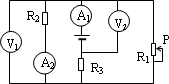 R₂ A₁ V₂ P
V₁
A₂ R₃ R₁